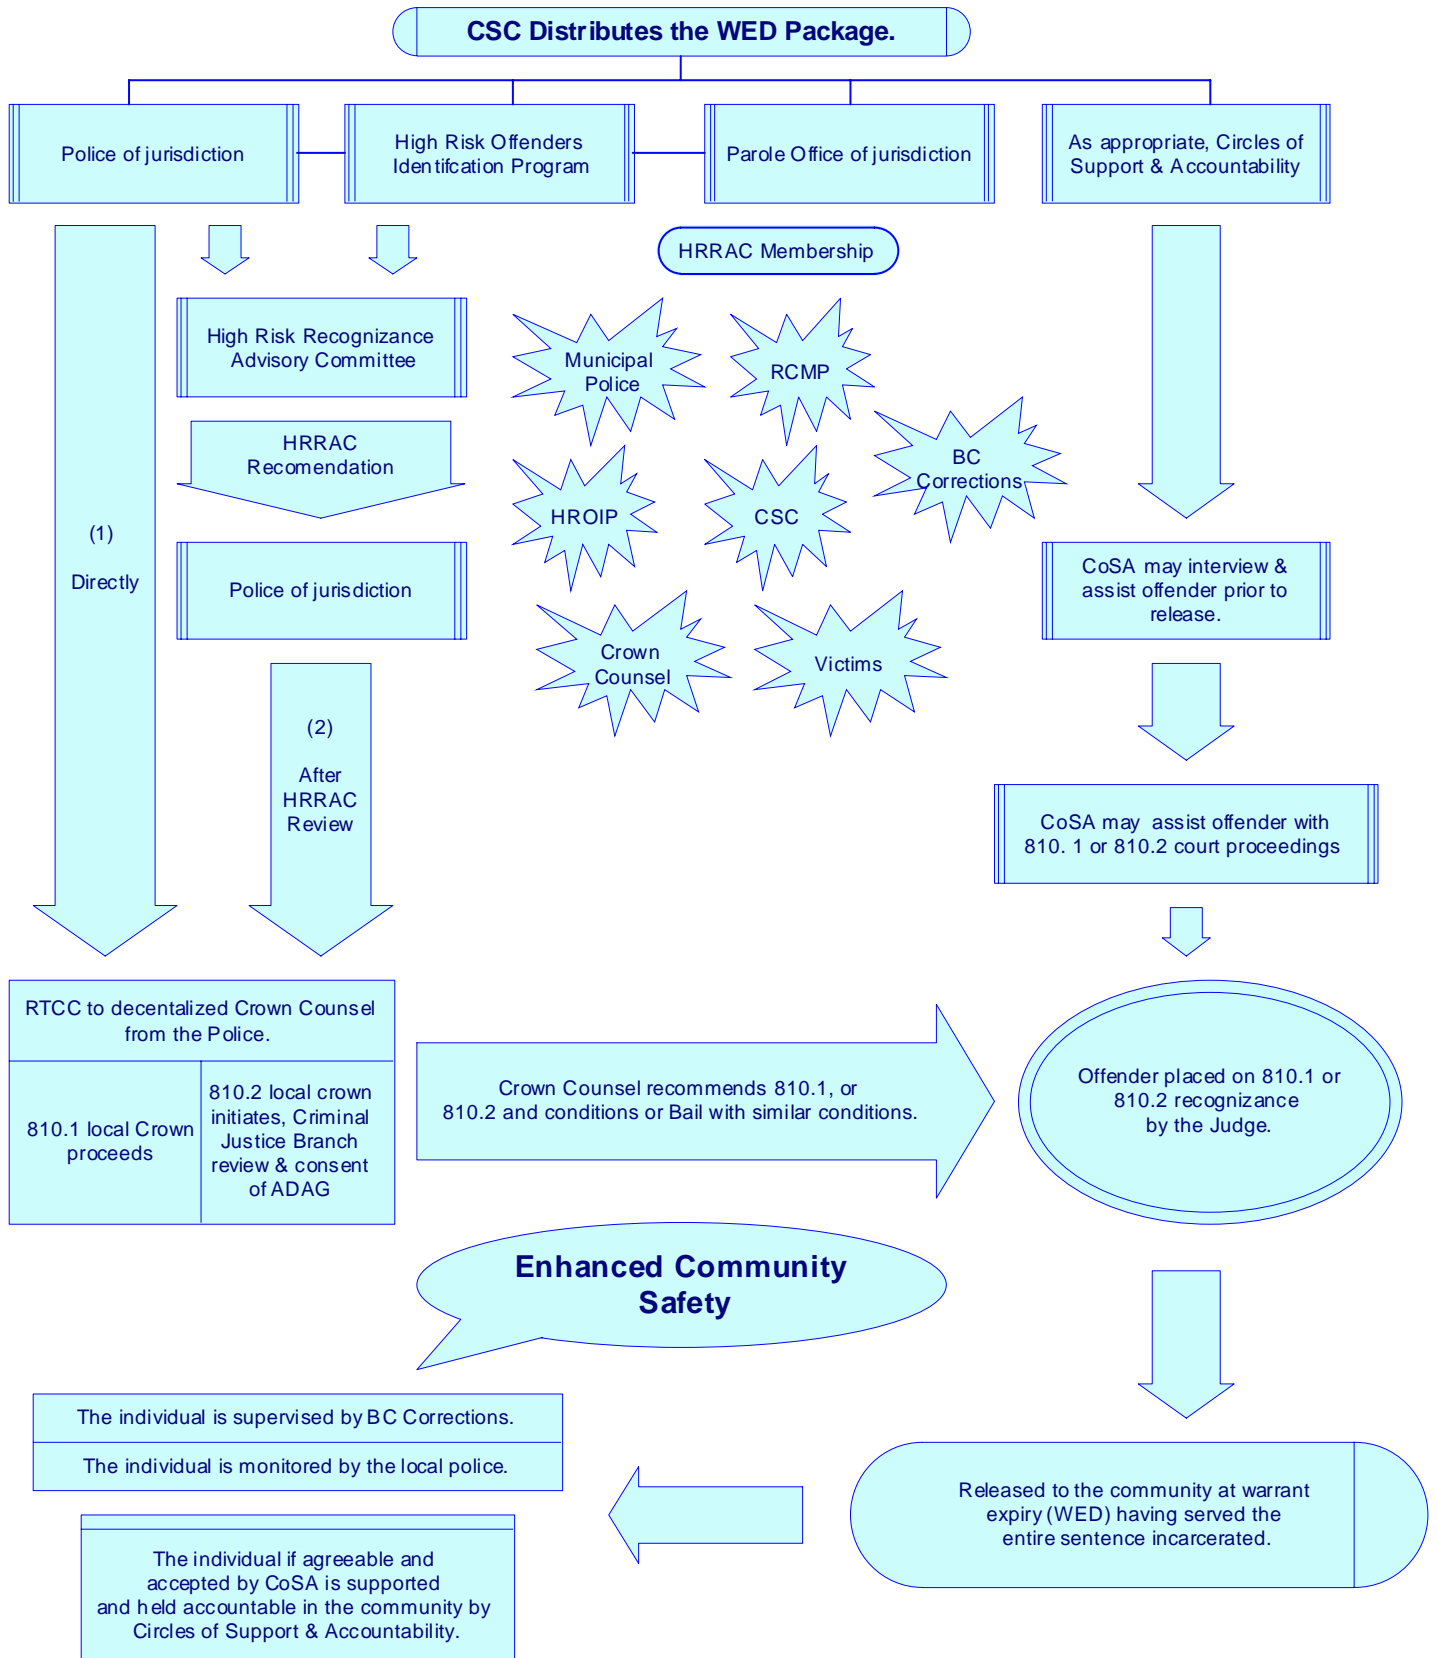 CSC Distributes the WED Package.
Police of jurisdiction
High Risk Offenders
Identifcation Program
Parole Office of jurisdiction
As appropriate, Circles of
Support & Accountability
HRRAC Membership
High Risk Recognizance
Advisory Committee
Municipal
Police
RCMP
BC
Corrections
HRRAC
Recomendation
HROIP
CSC
(1)
Directly
Police of jurisdiction
CoSA may interview &
assist offender prior to
release.
Crown
Counsel
Victims
(2)
After
HRRAC
Review
CoSA may assist offender with
810. 1 or 810.2 court proceedings
RTCC to decentalized Crown Counsel
from the Police.
810.1 local Crown
proceeds
810.2 local crown
initiates, Criminal
Justice Branch
review & consent
of ADAG
Crown Counsel recommends 810.1, or
810.2 and conditions or Bail with similar conditions.
Offender placed on 810.1 or
810.2 recognizance
by the Judge.
Enhanced Community
Safety
The individual is supervised by BC Corrections.
The individual is monitored by the local police.
Released to the community at warrant
expiry (WED) having served the
entire sentence incarcerated.
The individual if agreeable and
accepted by CoSA is supported
and held accountable in the community by
Circles of Support & Accountability.